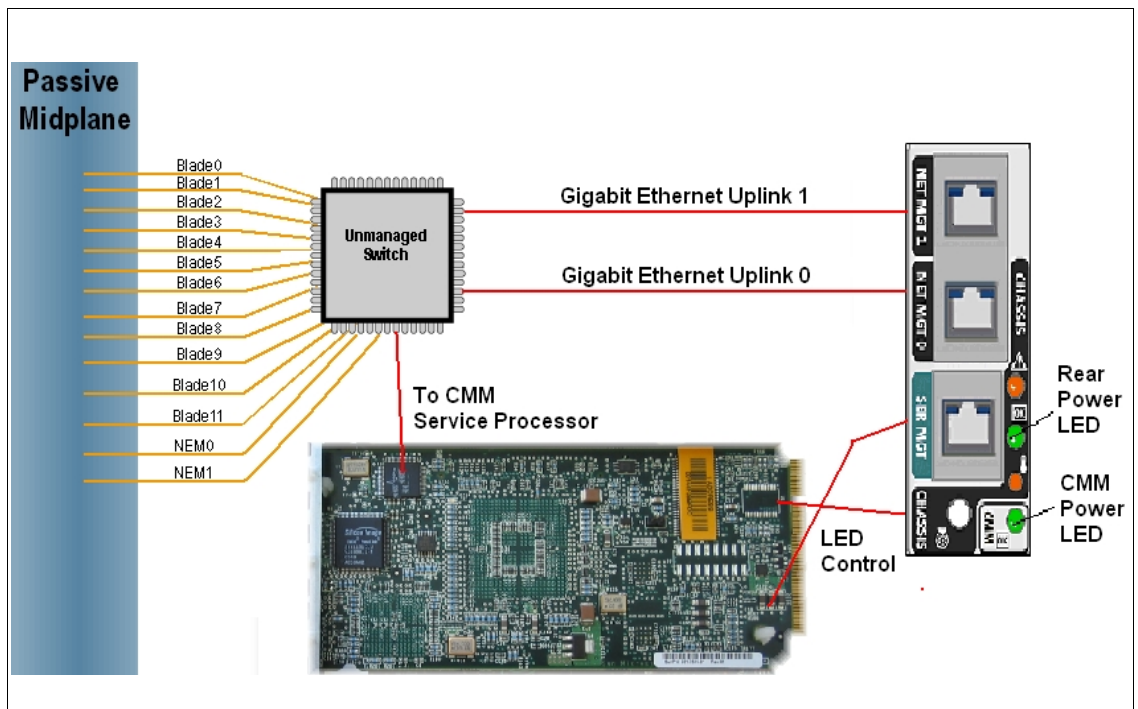 Passive
Midplane
Blade0
Blade1
Blade2
Blade3
Blade4
Blade5
Blade6
Blade7
Blade8
Blade9
Blade10
Blade11
NEM0
NEM1
Unmanaged
Switch
Gigabit Ethernet Uplink 1
Gigabit Ethernet Uplink 0
To CMM
Service Processor
LED
Control
NET MGT 1
NET MGT 0
SER MGT
CHASSIS
CHASSIS
OK
CMM
OK
Rear
Power
LED
CMM
Power
LED